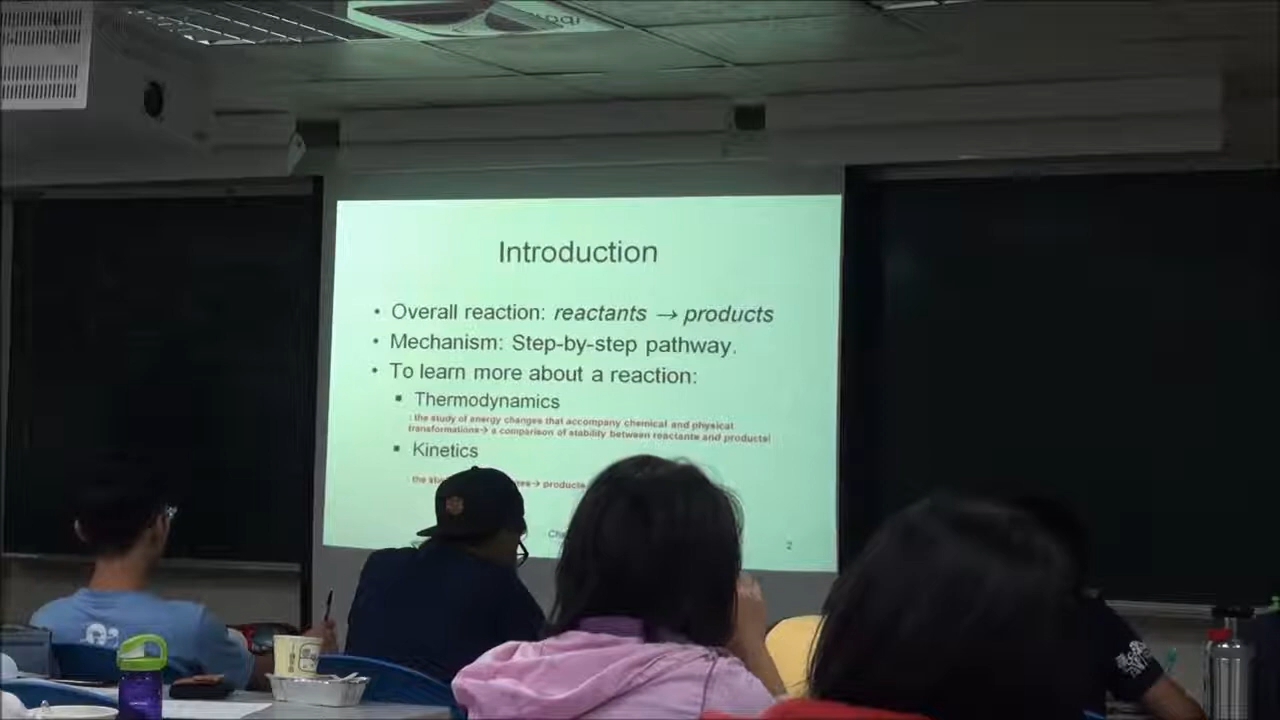 Introduction
• Overall reaction: reactants → products
• Mechanism: Step-by-step pathway.
• To learn more about a reaction:
▪ Thermodynamics
: the study of energy changes that accompany chemical and physical
transformations→ a comparison of stability between reactants and products!
▪ Kinetics
: the
2